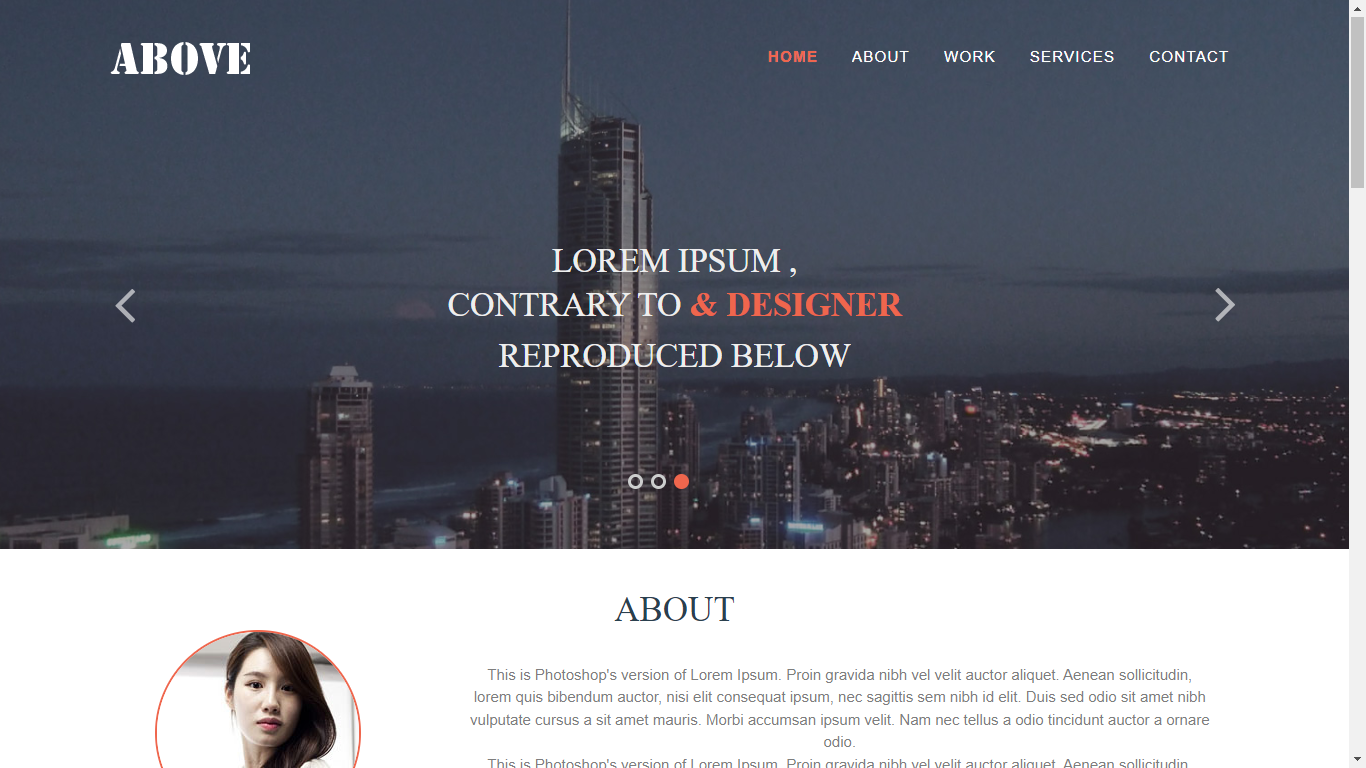 ABOVE
HOME ABOUT WORK SERVICES CONTACT
LOREM IPSUM ,
CONTRARY TO & DESIGNER
REPRODUCED BELOW
ABOUT
This is Photoshop's version of Lorem Ipsum. Proin gravida nibh vel velit auctor aliquet. Aenean sollicitudin,
lorem quis bibendum auctor, nisi elit consequat ipsum, nec sagittis sem nibh id elit. Duis sed odio sit amet nibh
vulputate cursus a sit amet mauris. Morbi accumsan ipsum velit. Nam nec tellus a odio tincidunt auctor a ornare
odio.
This is Photoshop's version of Lorem Ipsum. Proin gravida nibh vel velit auctor aliquet. Aenean sollicitudin,